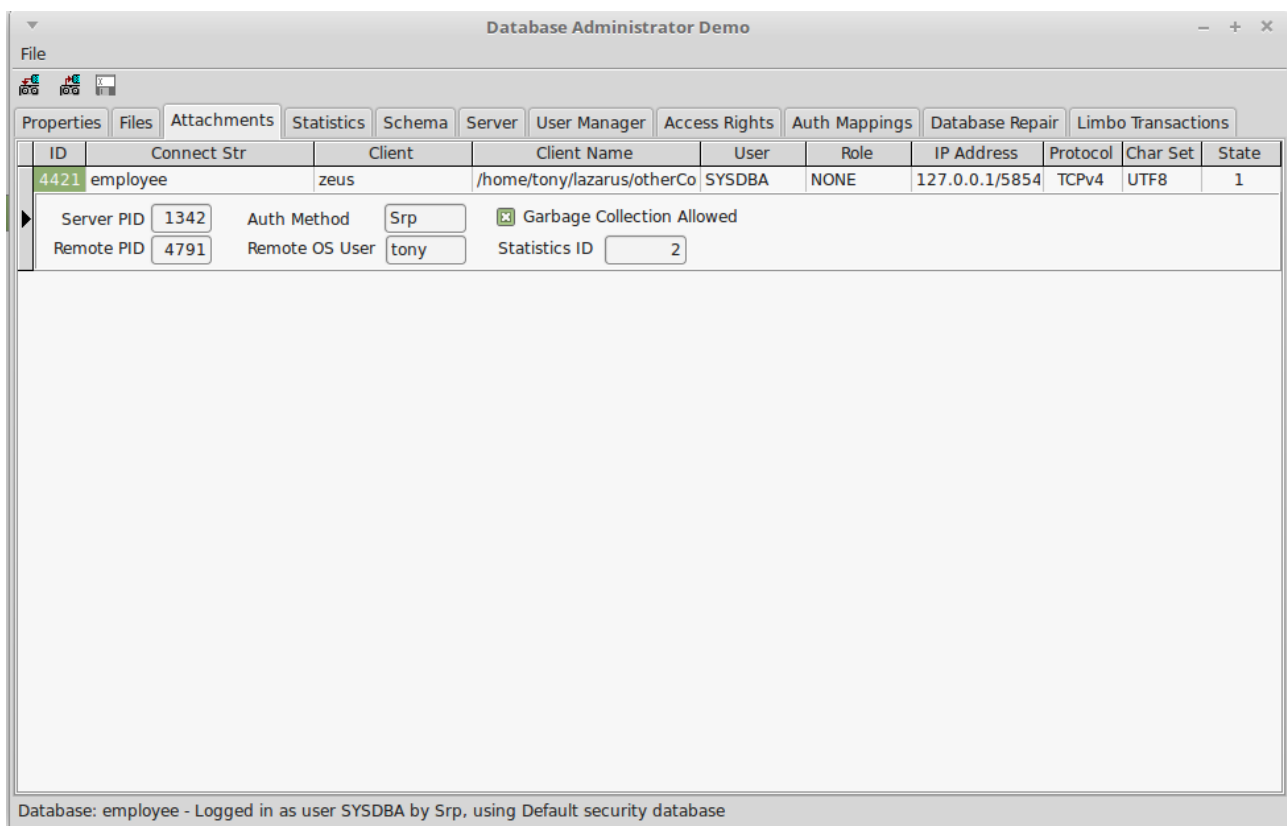 Database Administrator Demo
File
Properties Files Attachments Statistics Schema Server User Manager Access Rights Auth Mappings Database Repair Limbo Transactions
ID Connect Str Client Client Name User Role IP Address Protocol Char Set State
4421 employee zeus /home/tony/lazarus/otherCo SYSDBA NONE 127.0.0.1/5854 TCPv4 UTF8 1
Server PID 1342 Auth Method Srp Garbage Collection Allowed
Remote PID 4791 Remote OS User tony Statistics ID 2
Database: employee - Logged in as user SYSDBA by Srp, using Default security database